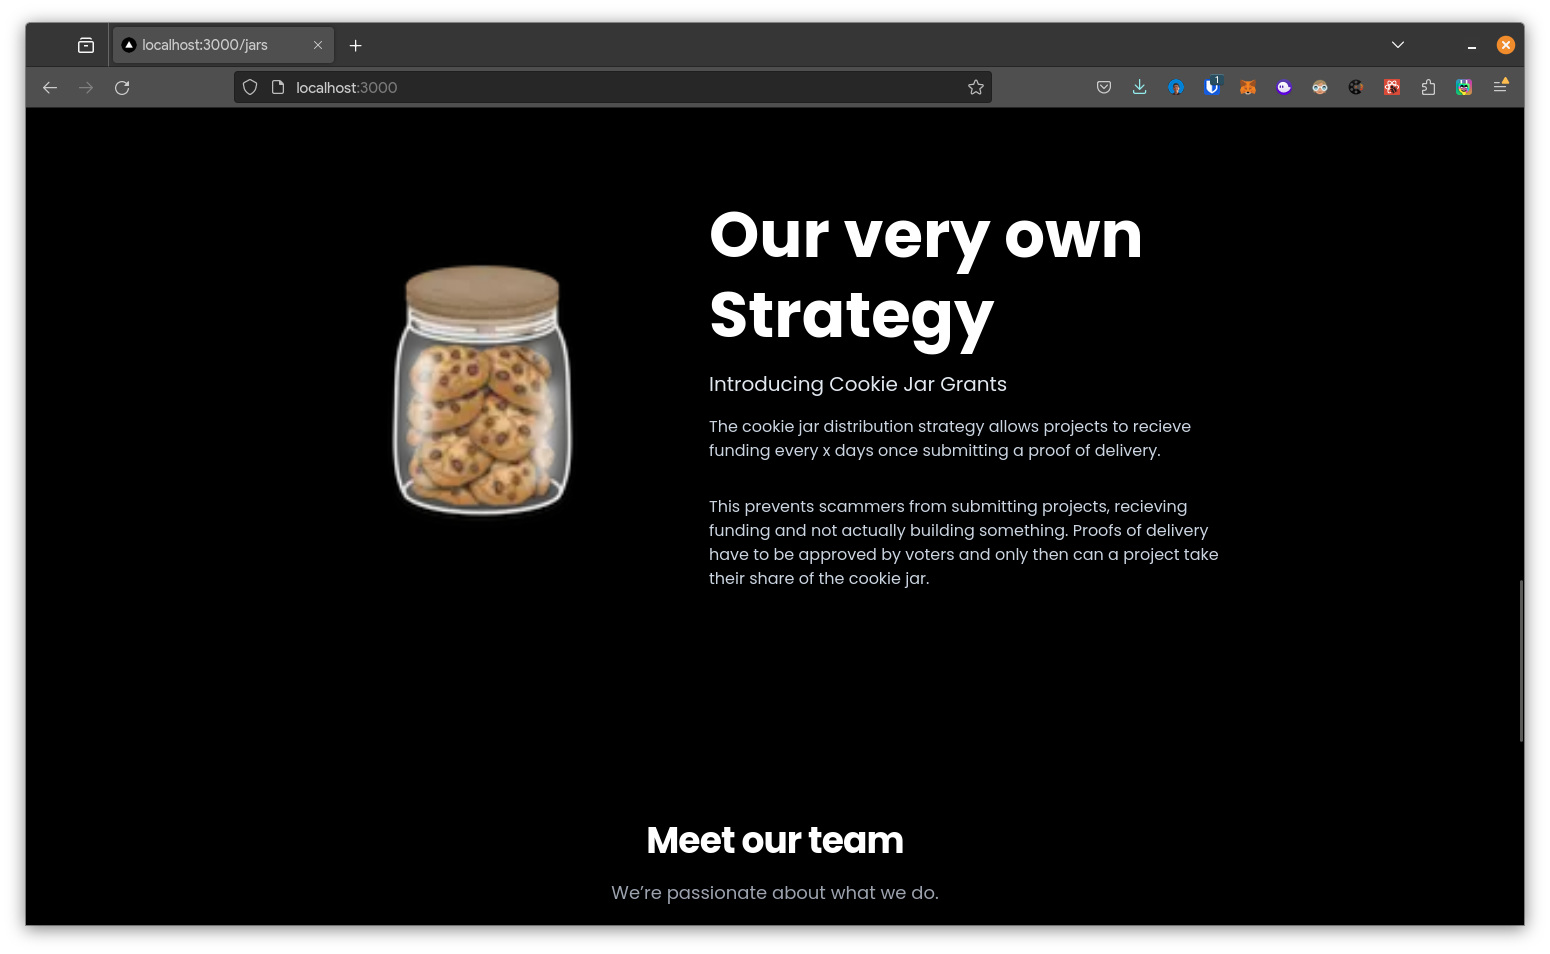 localhost:3000/jars
localhost:3000
1
Our very own
Strategy
Introducing Cookie Jar Grants
The cookie jar distribution strategy allows projects to recieve
funding every x days once submitting a proof of delivery.
This prevents scammers from submitting projects, recieving
funding and not actually building something. Proofs of delivery
have to be approved by voters and only then can a project take
their share of the cookie jar.
Meet our team
We’re passionate about what we do.